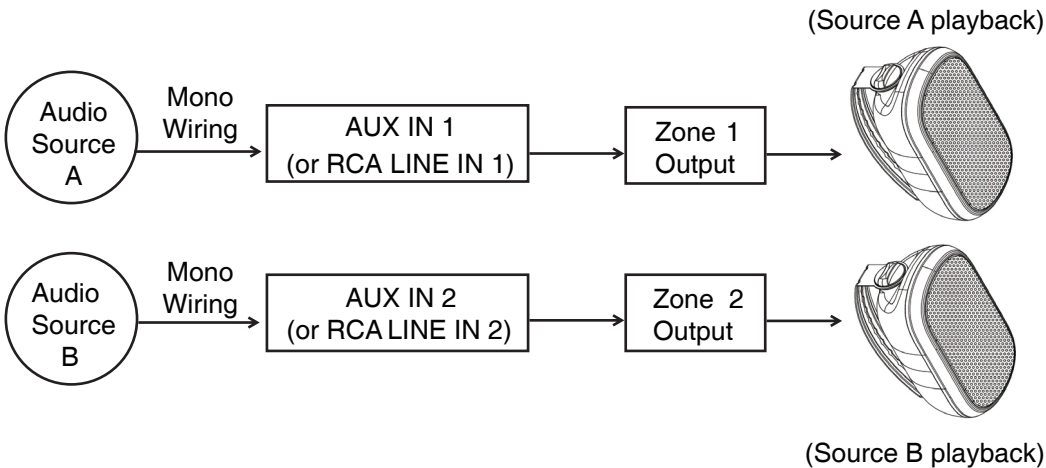 (Source A playback)
Audio
Source
A
Mono
Wiring
AUX IN 1
(or RCA LINE IN 1)
Zone 1
Output
Audio
Source
B
Mono
Wiring
AUX IN 2
(or RCA LINE IN 2)
Zone 2
Output
(Source B playback)